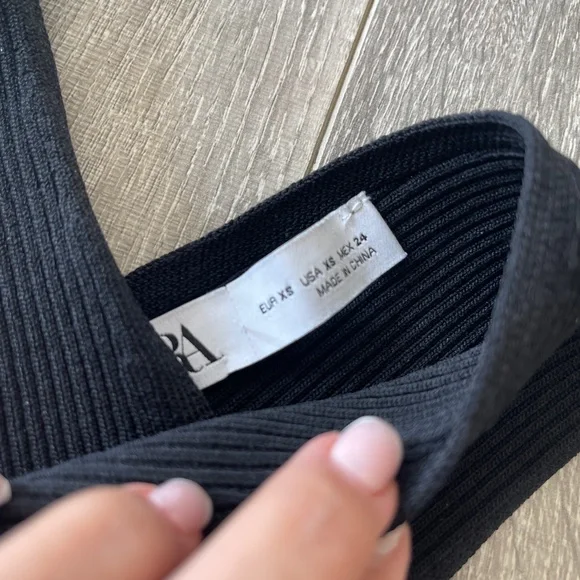 RA
EUR XS USA XS MEX 24
MADE IN CHINA